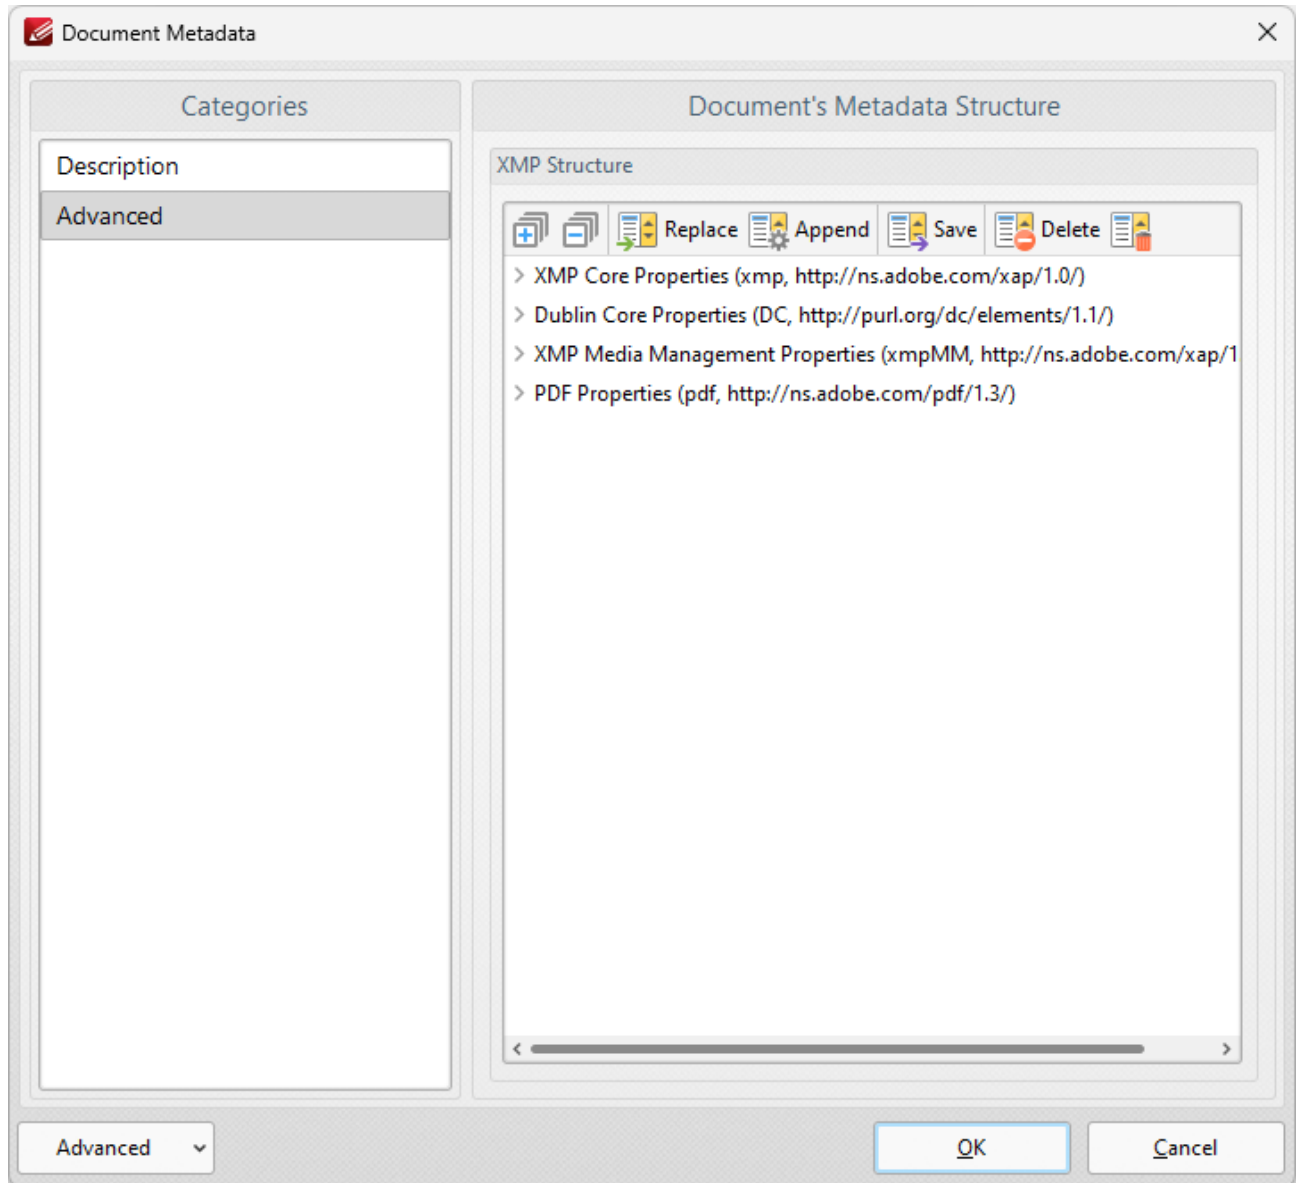 Document Metadata
Categories
Description
Advanced
Document's Metadata Structure
XMP Structure
Replace Append Save Delete
XMP Core Properties (xmp, http://ns.adobe.com/xap/1.0/)
Dublin Core Properties (DC, http://purl.org/dc/elements/1.1/)
XMP Media Management Properties (xmpMM, http://ns.adobe.com/xap/1
PDF Properties (pdf, http://ns.adobe.com/pdf/1.3/)
Advanced
OK
Cancel